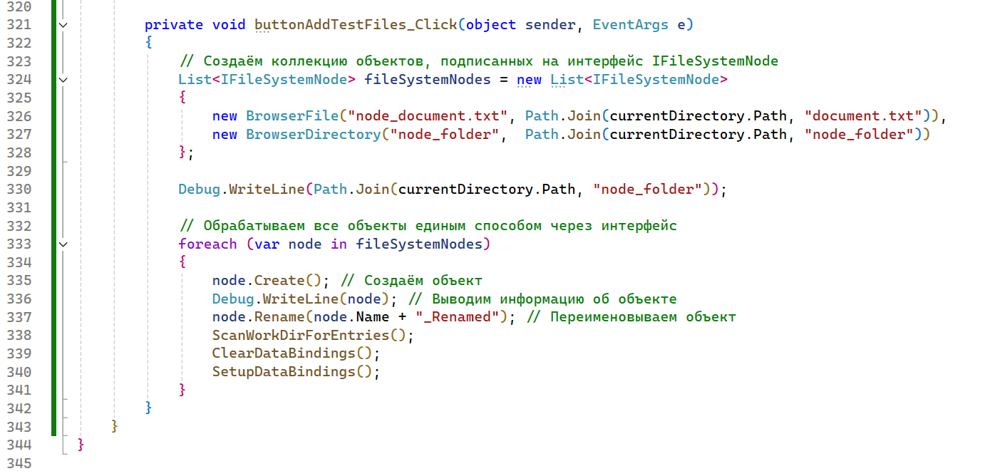 320
321 private void buttonAddTestFiles_Click(object sender, EventArgs e)
322 {
323 // Создаём коллекцию объектов, подписанных на интерфейс IFileSystemNode
324 List<IFileSystemNode> fileSystemNodes = new List<IFileSystemNode>
325 {
326 new BrowserFile("node_document.txt", Path.Join(currentDirectory.Path, "document.txt")),
327 new BrowserDirectory("node_folder",  Path.Join(currentDirectory.Path, "node_folder"))
328 };
329
330 Debug.WriteLine(Path.Join(currentDirectory.Path, "node_folder"));
331
332 // Обрабатываем все объекты единым способом через интерфейс
333 foreach (var node in fileSystemNodes)
334 {
335 node.Create(); // Создаём объект
336 Debug.WriteLine(node); // Выводим информацию об объекте
337 node.Rename(node.Name + "_Renamed"); // Переименовываем объект
338 ScanWorkDirForEntries();
339 ClearDataBindings();
340 SetupDataBindings();
341 }
342 }
343 }
344 }
345